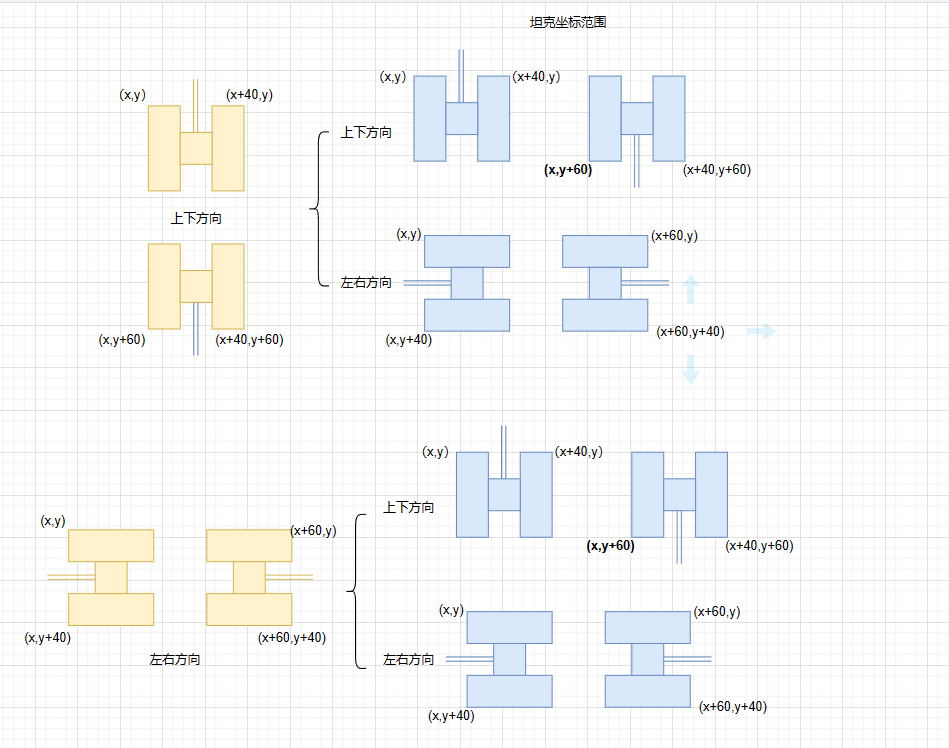 坦克坐标范围
(x,y)
(x+40,y)
(x,y)
(x+40,y)
上下方向
(x,y+60)
(x+40,y+60)
上下方向
(x,y)
(x+60,y)
左右方向
(x,y+60)
(x+40,y+60)
(x,y+40)
(x+60,y+40)
(x,y)
(x+40,y)
上下方向
(x,y)
(x+60,y)
(x,y+60)
(x+40,y+60)
(x,y)
(x+60,y)
(x,y+40)
(x+60,y+40)
左右方向
左右方向
(x,y+40)
(x+60,y+40)